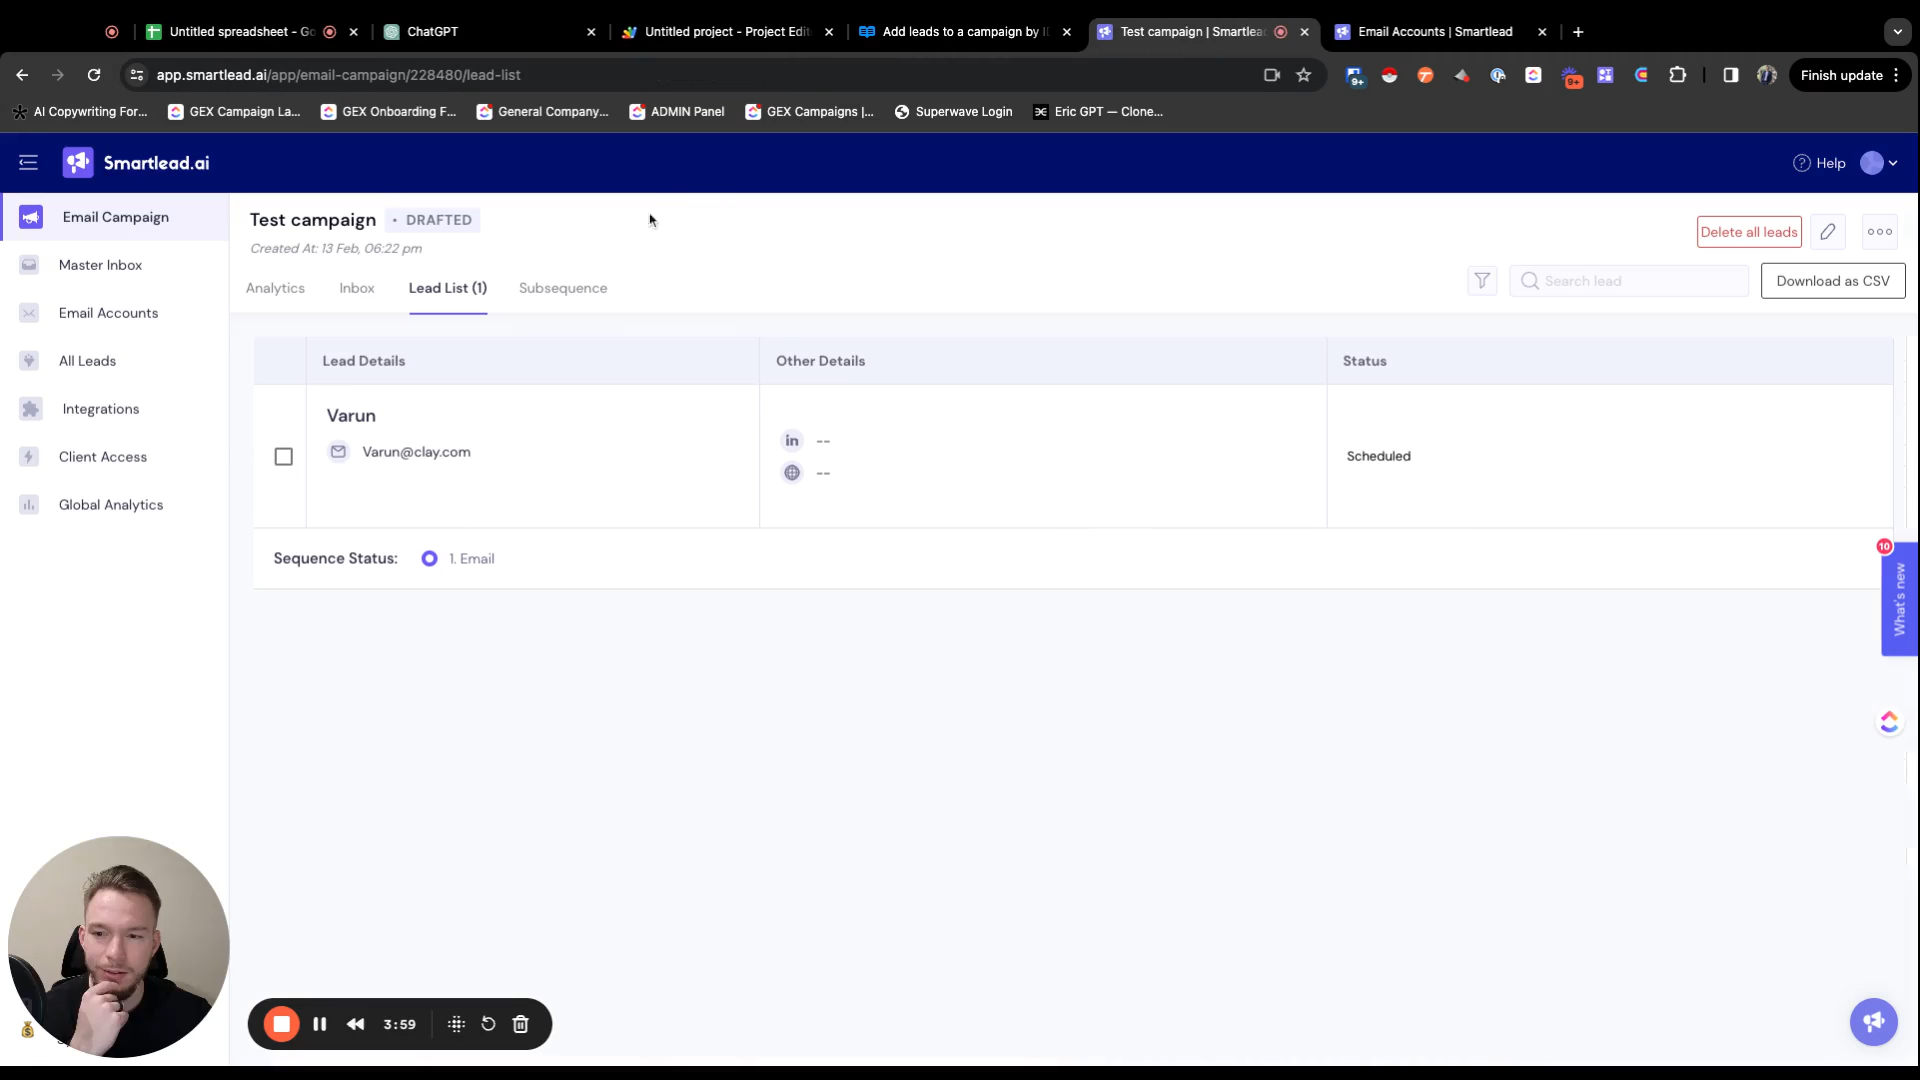 Untitled spreadsheet - Go
ChatGPT
Untitled project - Project Edit
Add leads to a campaign by I
Test campaign | Smartlea
Email Accounts | Smartlead
app.smartlead.ai/app/email-campaign/228480/lead-list
9+
9+
Finish update
AI Copywriting For...
GEX Campaign La...
GEX Onboarding F...
General Company...
ADMIN Panel
GEX Campaigns |...
Superwave Login
Eric GPT — Clone...
Smartlead.ai
Help
Email Campaign
Master Inbox
Email Accounts
All Leads
Integrations
Client Access
Global Analytics
Test campaign
• DRAFTED
Created At: 13 Feb, 06:22 pm
Delete all leads
Analytics
Inbox
Lead List (1)
Subsequence
Search lead
Download as CSV
Lead Details
Other Details
Status
Varun
Varun@clay.com
in --
--
Scheduled
Sequence Status:
1. Email
10
What's new
3:59